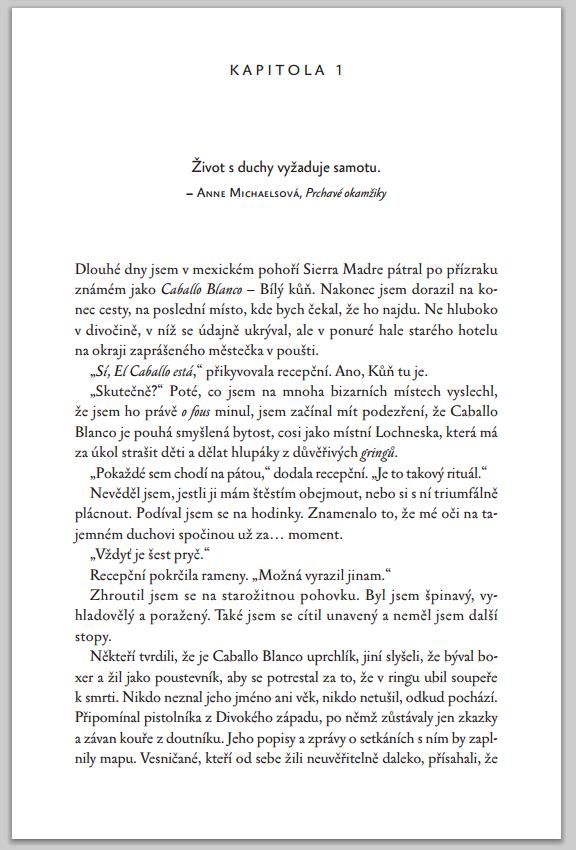 KAPITOLA 1
Život s duchy vyžaduje samotu.
– Anne Michaelsová, Prchavé okamžiky
Dlouhé dny jsem v mexickém pohoří Sierra Madre pátral po přízraku
známém jako Caballo Blanco – Bílý kůň. Nakonec jsem dorazil na ko-
nec cesty, na poslední místo, kde bych čekal, že ho najdu. Ne hluboko
v divočině, v níž se údajně ukrýval, ale v ponuré hale starého hotelu
na okraji zaprášeného městečka v poušti.
„Sí, El Caballo está,“ přikyvovala recepční. Ano, Kůň tu je.
„Skutečně?“ Poté, co jsem na mnoha bizarních místech vyslechl,
že jsem ho právě o fous minul, jsem začínal mít podezření, že Caballo
Blanco je pouhá smyšlená bytost, cosi jako místní Lochneska, která má
za úkol strašit děti a dělat hlupáky z důvěřivých gringů.
„Pokaždé sem chodí na pátou,“ dodala recepční. „Je to takový rituál.“
Nevěděl jsem, jestli ji mám štěstím obejmout, nebo si s ní triumfálně
plácnout. Podíval jsem se na hodinky. Znamenalo to, že mé oči na ta-
jemném duchovi spočinou už za… moment.
„Vždyť je šest pryč.“
Recepční pokrčila rameny. „Možná vyrazil jinam.“
Zhroutil jsem se na starožitnou pohovku. Byl jsem špinavý, vy-
hladovělý a poražený. Také jsem se cítil unavený a neměl jsem další
stopy.
Někteří tvrdili, že je Caballo Blanco uprchlík, jiní slyšeli, že býval bo-
xer a žil jako poustevník, aby se potrestal za to, že v ringu ubil soupeře
k smrti. Nikdo neznal jeho jméno ani věk, nikdo netušil, odkud pochází.
Připomínal pistolníka z Divokého západu, po němž zůstávaly jen zkazky
a závan kouře z doutníku. Jeho popisy a zprávy o setkáních s ním by zapl-
nily mapu. Vesničané, kteří od sebe žili neuvěřitelně daleko, přísahali, že